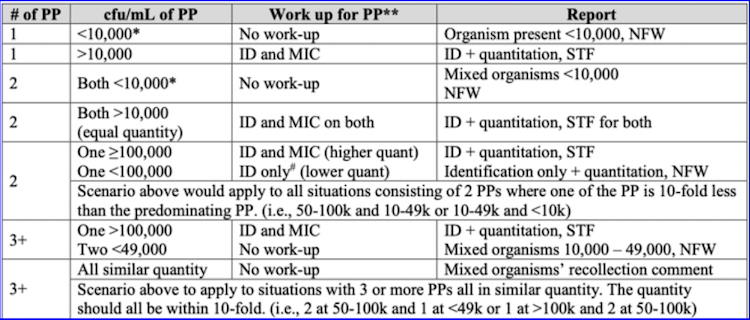 # of PP cfu/mL of PP Work up for PP** Report
1 <10,000* No work-up Organism present <10,000, NFW
1 >10,000 ID and MIC ID + quantitation, STF
2 Both <10,000* No work-up Mixed organisms <10,000
NFW
2 Both >10,000
(equal quantity) ID and MIC on both ID + quantitation, STF for both
2 One ≥100,000 ID and MIC (higher quant) ID + quantitation, STF
One <100,000 ID only# (lower quant) Identification only + quantitation, NFW
Scenario above would apply to all situations consisting of 2 PPs where one of the PP is 10-fold less
than the predominating PP. (i.e., 50-100k and 10-49k or 10-49k and <10k)
3+ One >100,000 ID and MIC ID + quantitation, STF
Two <49,000 No work-up Mixed organisms 10,000 – 49,000, NFW
3+ All similar quantity No work-up Mixed organisms’ recollection comment
Scenario above to apply to situations with 3 or more PPs all in similar quantity. The quantity
should all be within 10-fold. (i.e., 2 at 50-100k and 1 at <49k or 1 at >100k and 2 at 50-100k)